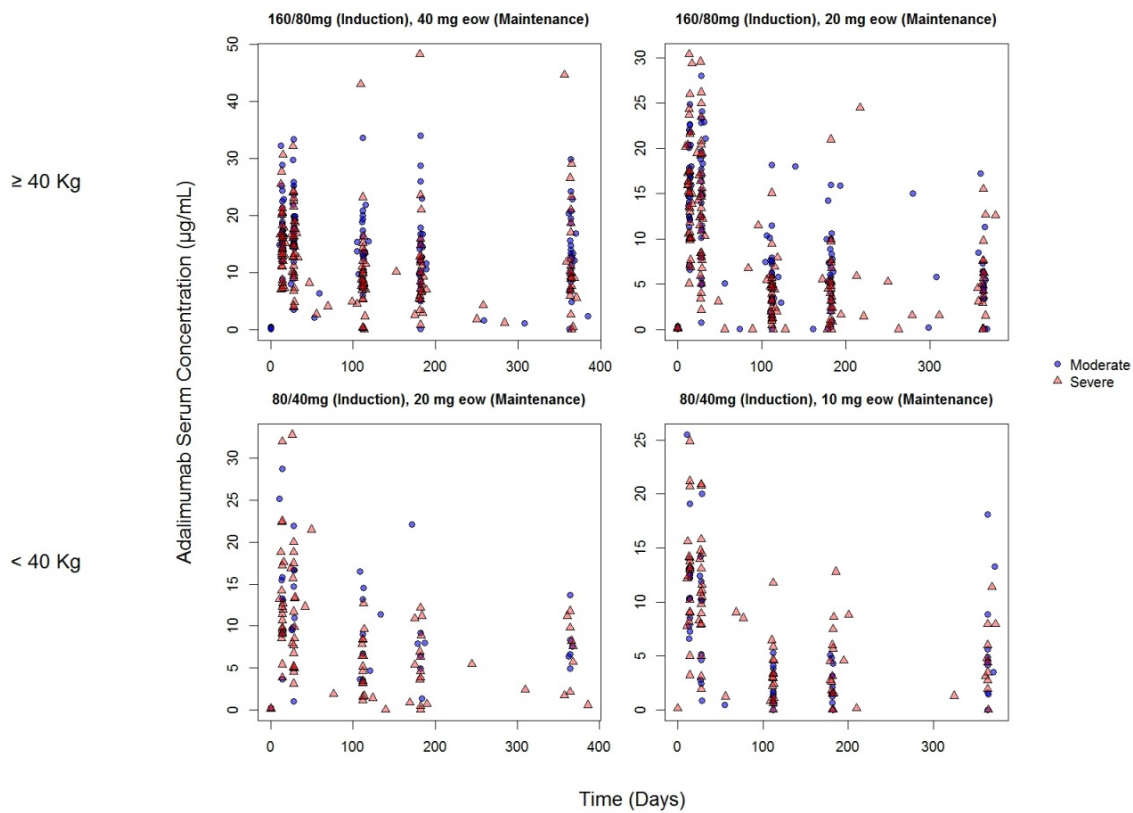 160/80mg (Induction), 40 mg eow (Maintenance)
160/80mg (Induction), 20 mg eow (Maintenance)
≥ 40 Kg
< 40 Kg
Adalimumab Serum Concentration (µg/mL)
50
40
30
20
10
0
0 100 200 300 400
30
25
20
15
10
5
0
0 100 200 300
Moderate
Severe
80/40mg (Induction), 20 mg eow (Maintenance)
80/40mg (Induction), 10 mg eow (Maintenance)
30
25
20
15
10
5
0
0 100 200 300 400
25
20
15
10
5
0
0 100 200 300
Time (Days)